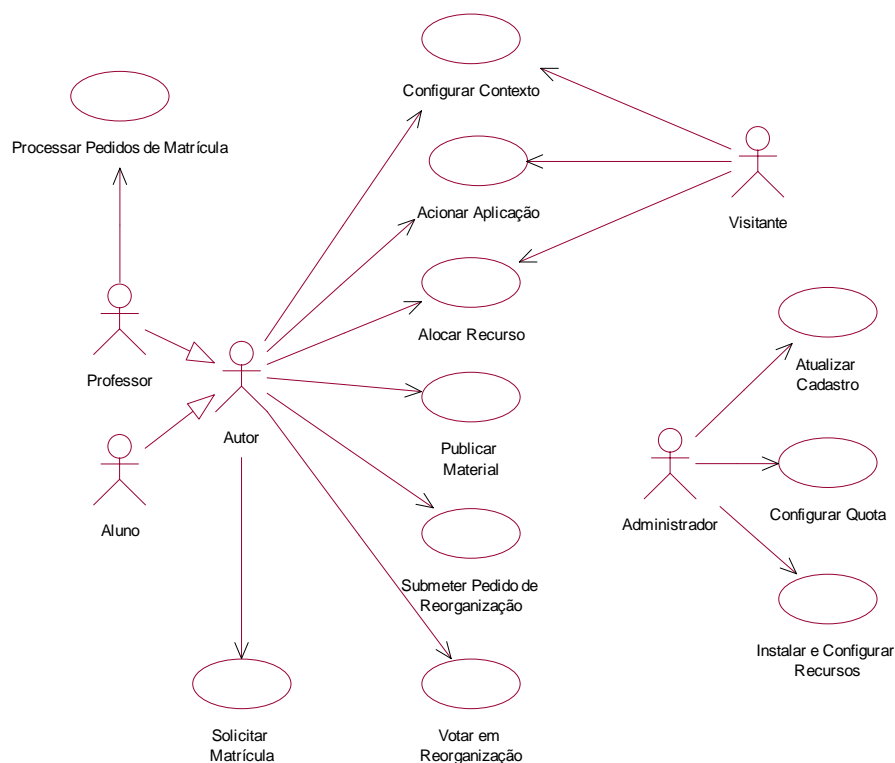 Configurar Contexto
Processar Pedidos de Matrícula
Acionar Aplicação
Visitante
Alocar Recurso
Professor
Atualizar
Cadastro
Autor
Publicar
Material
Aluno
Administrador
Configurar Quota
Submeter Pedido de
Reorganização
Instalar e Configurar
Recursos
Solicitar
Matrícula
Votar em
Reorganização